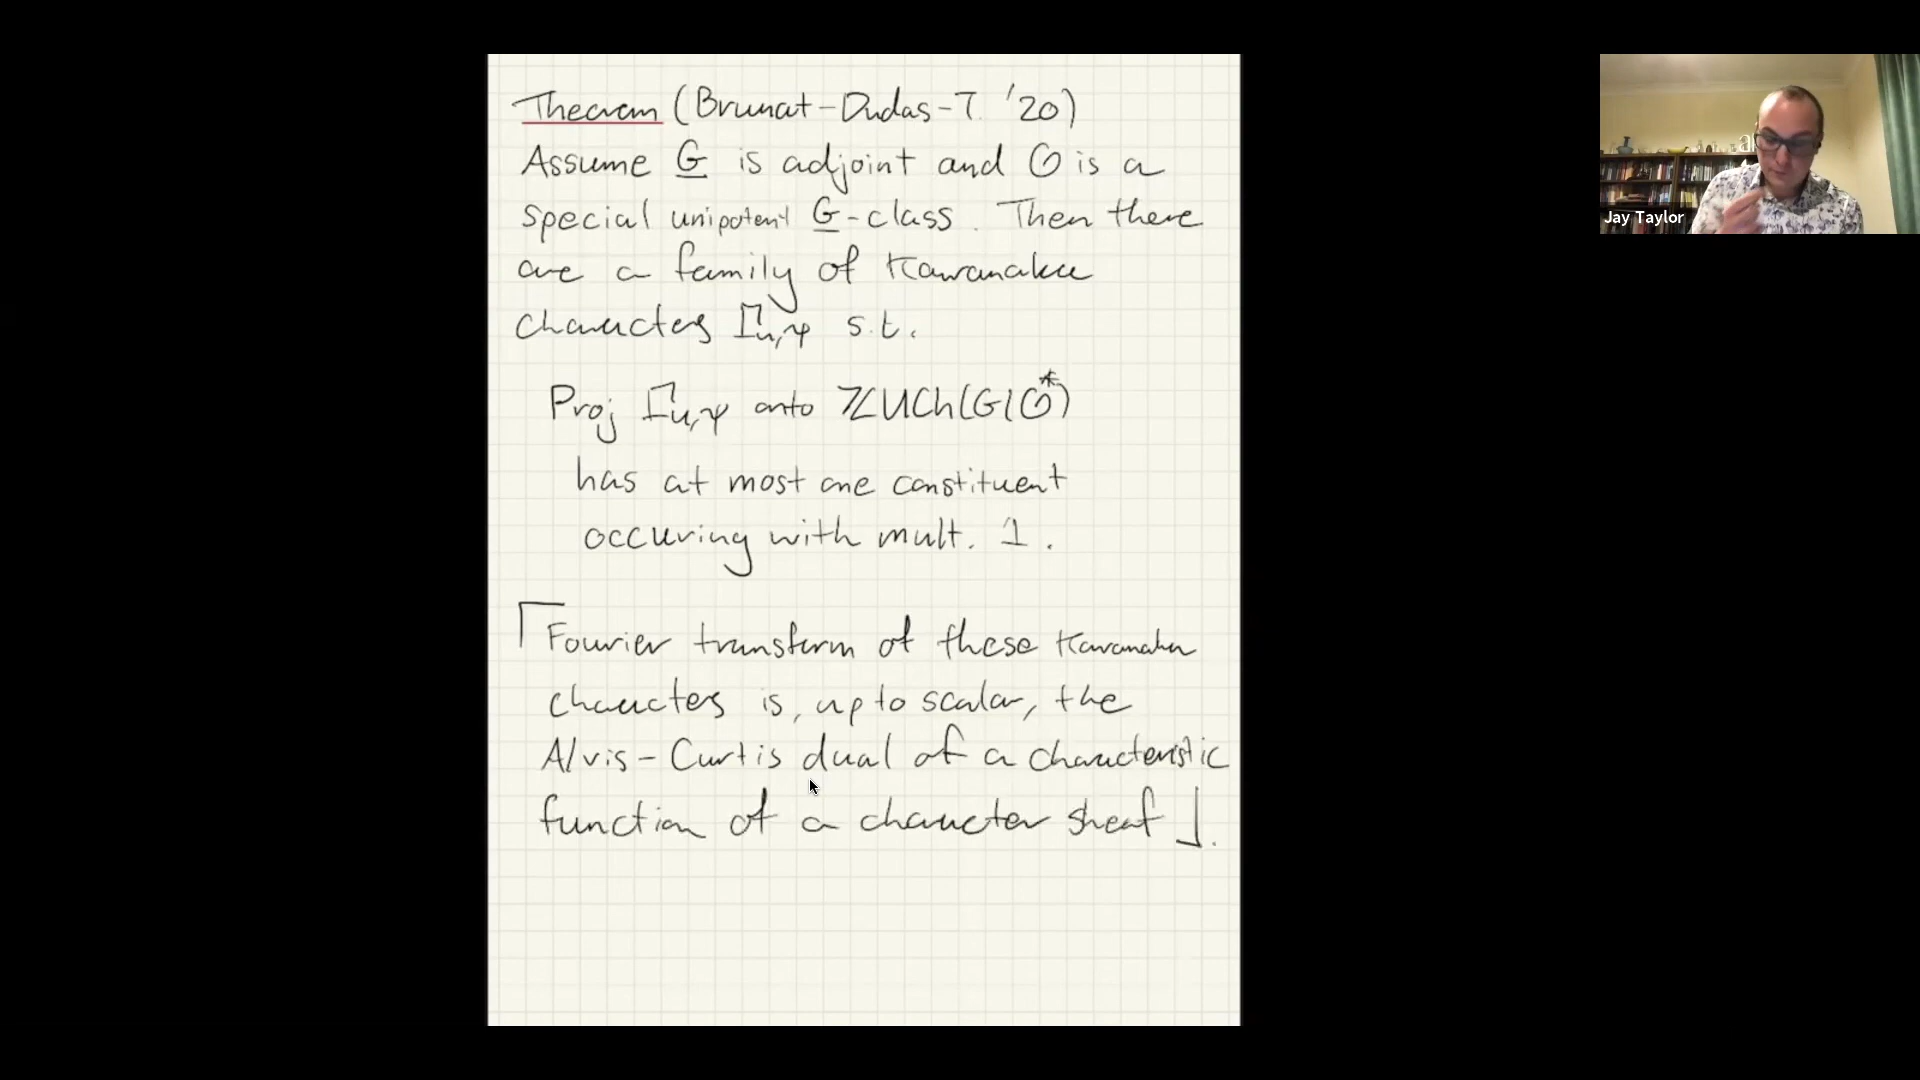 Theorem (Brunat-Dudas-T. '20)
Assume G is adjoint and O is a
special unipotent G-class. Then there
are a family of Kawanaka
characters Γu,ψ s.t.
Proj Γu,ψ onto ℤUCh(G|O*)
has at most one constituent
occuring with mult. 1.
⌈Fourier transform of these Kawanaka
characters is, up to scalar, the
Alvis-Curtis dual of a characteristic
function of a character sheaf⌋.
Jay Taylor